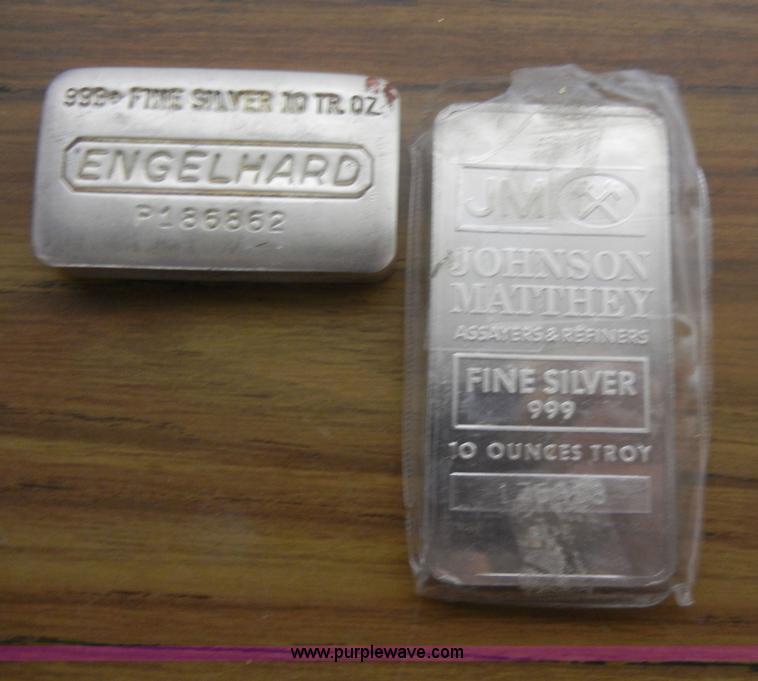 999+ FINE SILVER 10 TR. OZ
ENGELHARD
P186862
JM
JOHNSON
MATTHEY
ASSAYERS & REFINERS
FINE SILVER
999
10 OUNCES TROY
www.purplewave.com